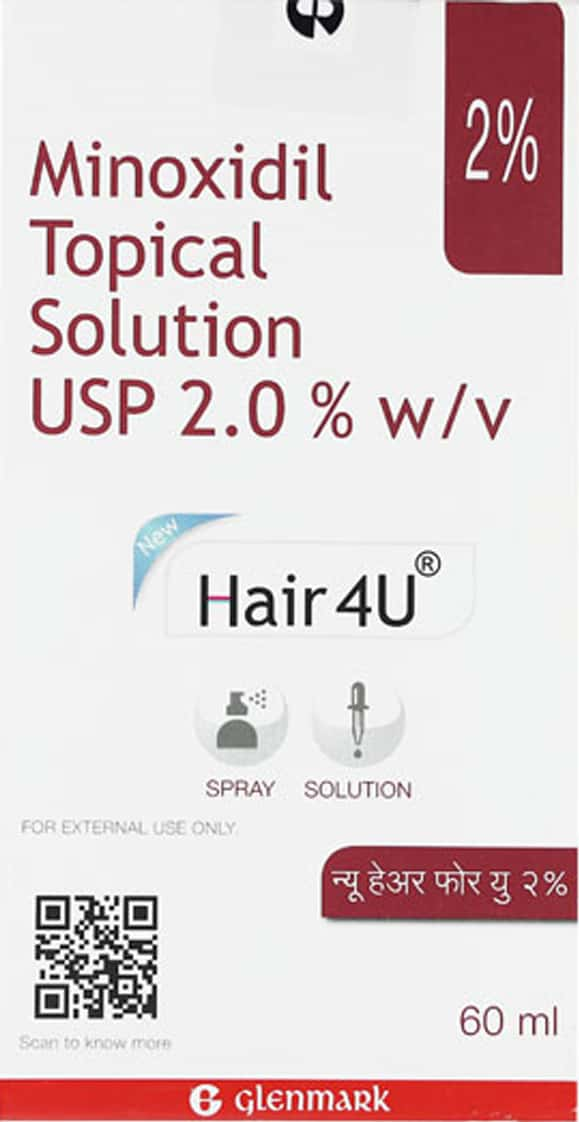 2%
Minoxidil
Topical
Solution
USP 2.0 % w/v
New
Hair 4U®
SPRAY SOLUTION
FOR EXTERNAL USE ONLY.
न्यू हेअर फोर यु २%
Scan to know more
60 ml
glenmark